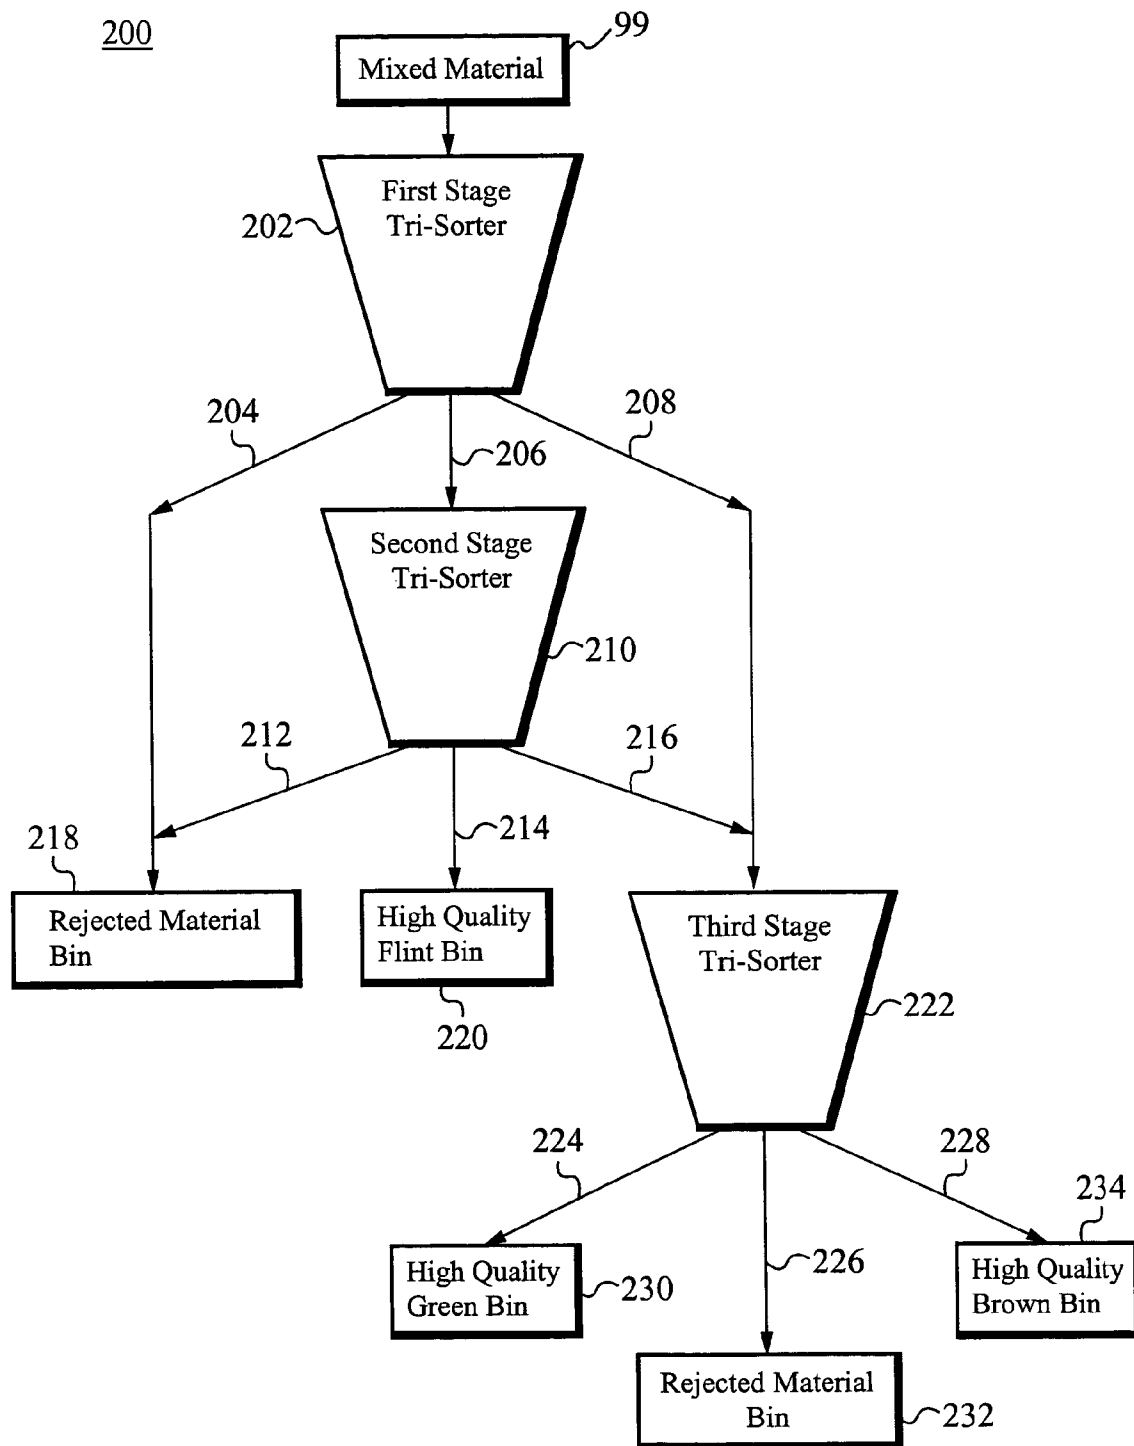 200
99
Mixed Material
First Stage
Tri-Sorter
202
204
208
206
Second Stage
Tri-Sorter
210
212
216
214
218
Rejected Material
Bin
High Quality
Flint Bin
220
Third Stage
Tri-Sorter
222
224
228
234
226
High Quality
Green Bin
230
High Quality
Brown Bin
Rejected Material
Bin
232